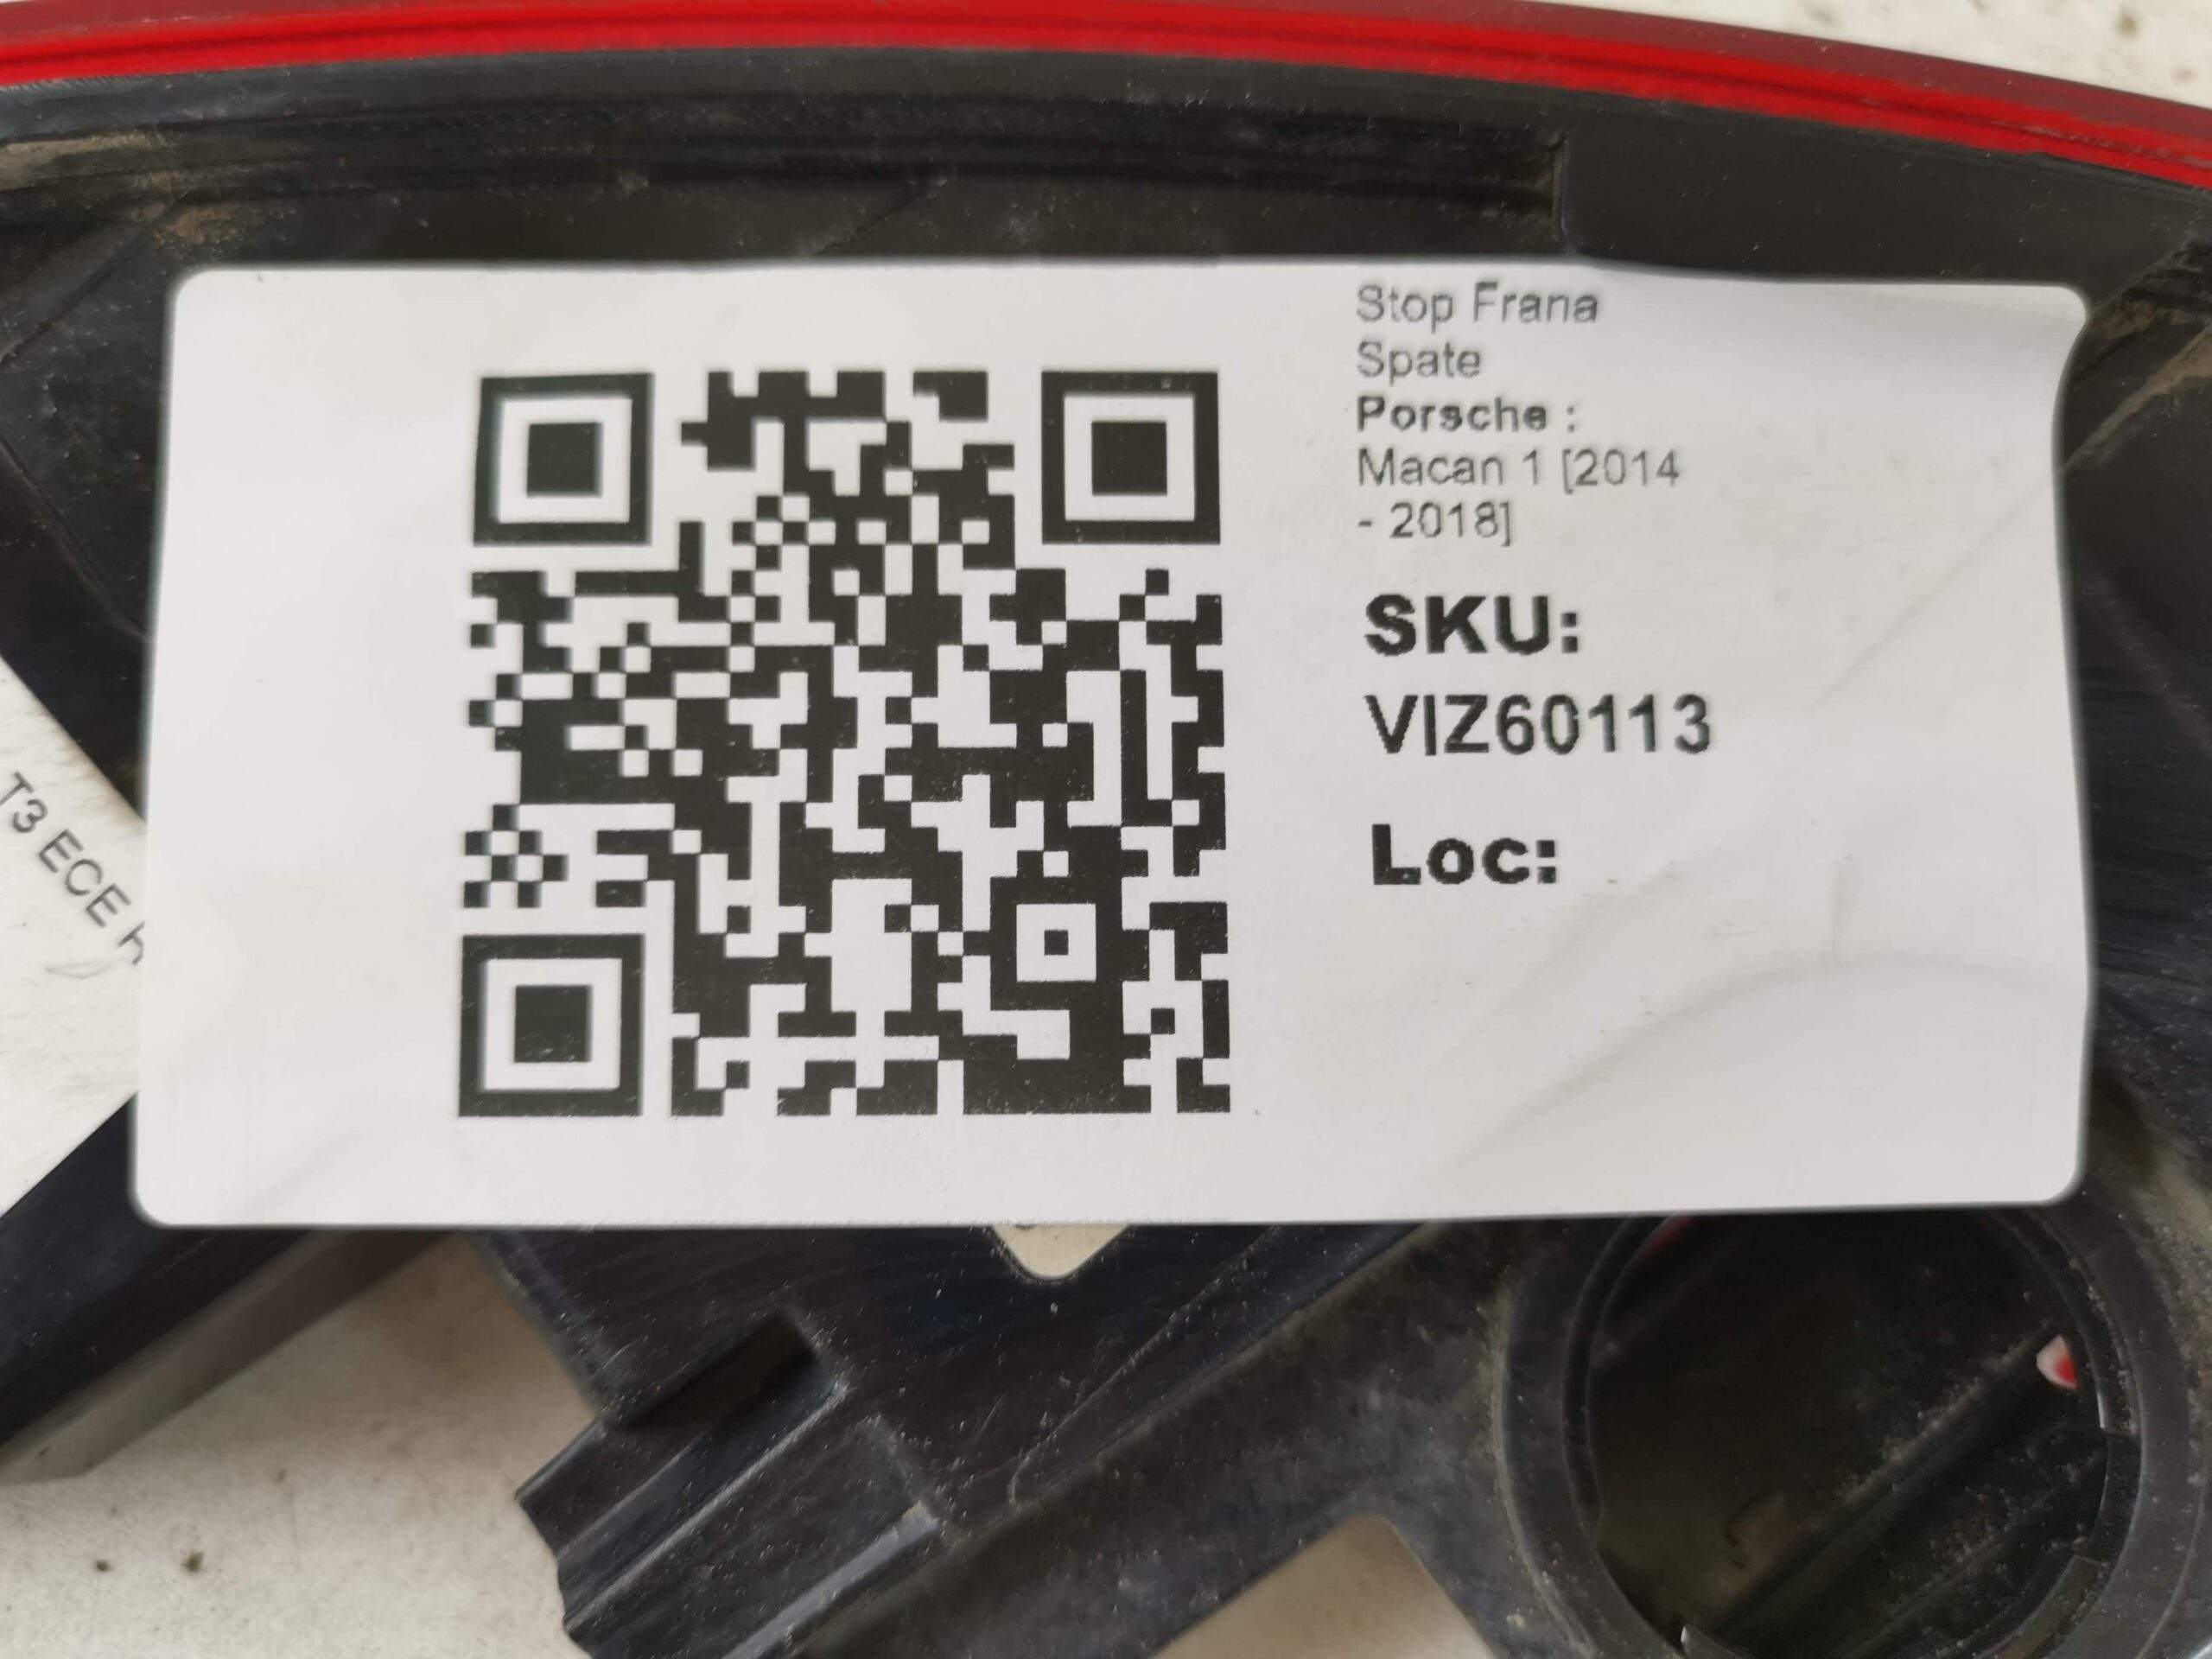 Stop Frana
Spate
Porsche :
Macan 1 [2014
- 2018]
SKU:
VIZ60113
Loc:
T3 ECE